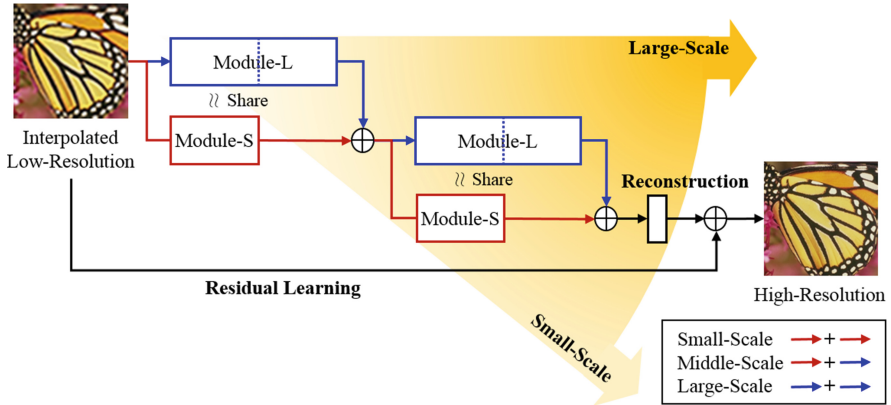 Large-Scale
Module-L
≀≀ Share
Module-S
Interpolated
Low-Resolution
Module-L
≀≀ Share
Module-S
Reconstruction
Residual Learning
High-Resolution
Small-Scale
Small-Scale +
Middle-Scale +
Large-Scale +